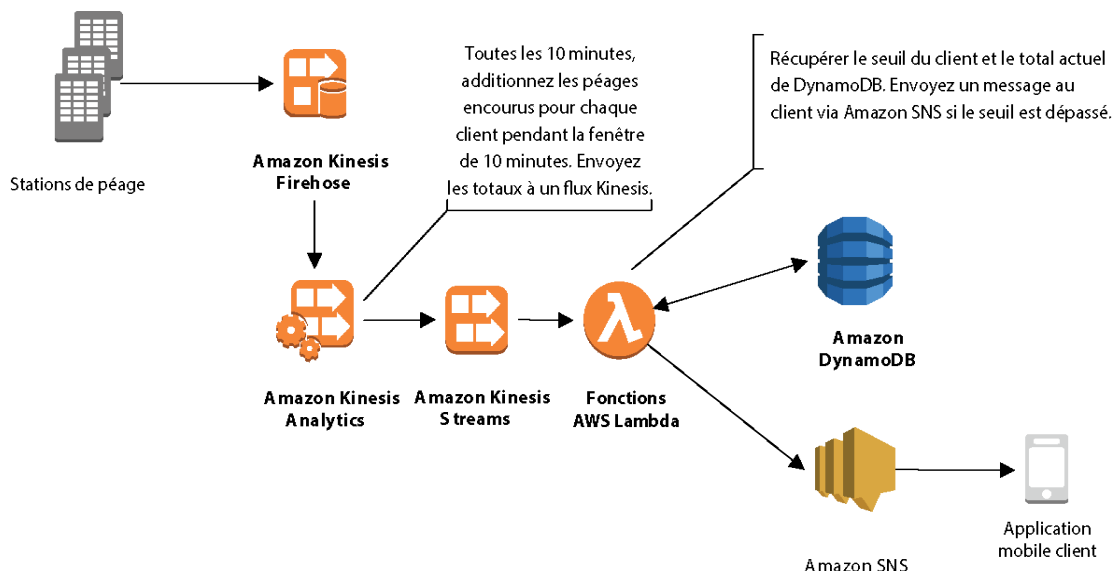 Toutes les 10 minutes,
additionnez les péages
encourus pour chaque
client pendant la fenêtre
de 10 minutes. Envoyez
les totaux à un flux Kinesis.
Récupérer le seuil du client et le total actuel
de DynamoDB. Envoyez un message au
client via Amazon SNS si le seuil est dépassé.
Stations de péage
Amazon Kinesis
Firehose
Amazon Kinesis
Analytics
Amazon Kinesis
Streams
Fonctions
AWS Lambda
Amazon
DynamoDB
Amazon SNS
Application
mobile client